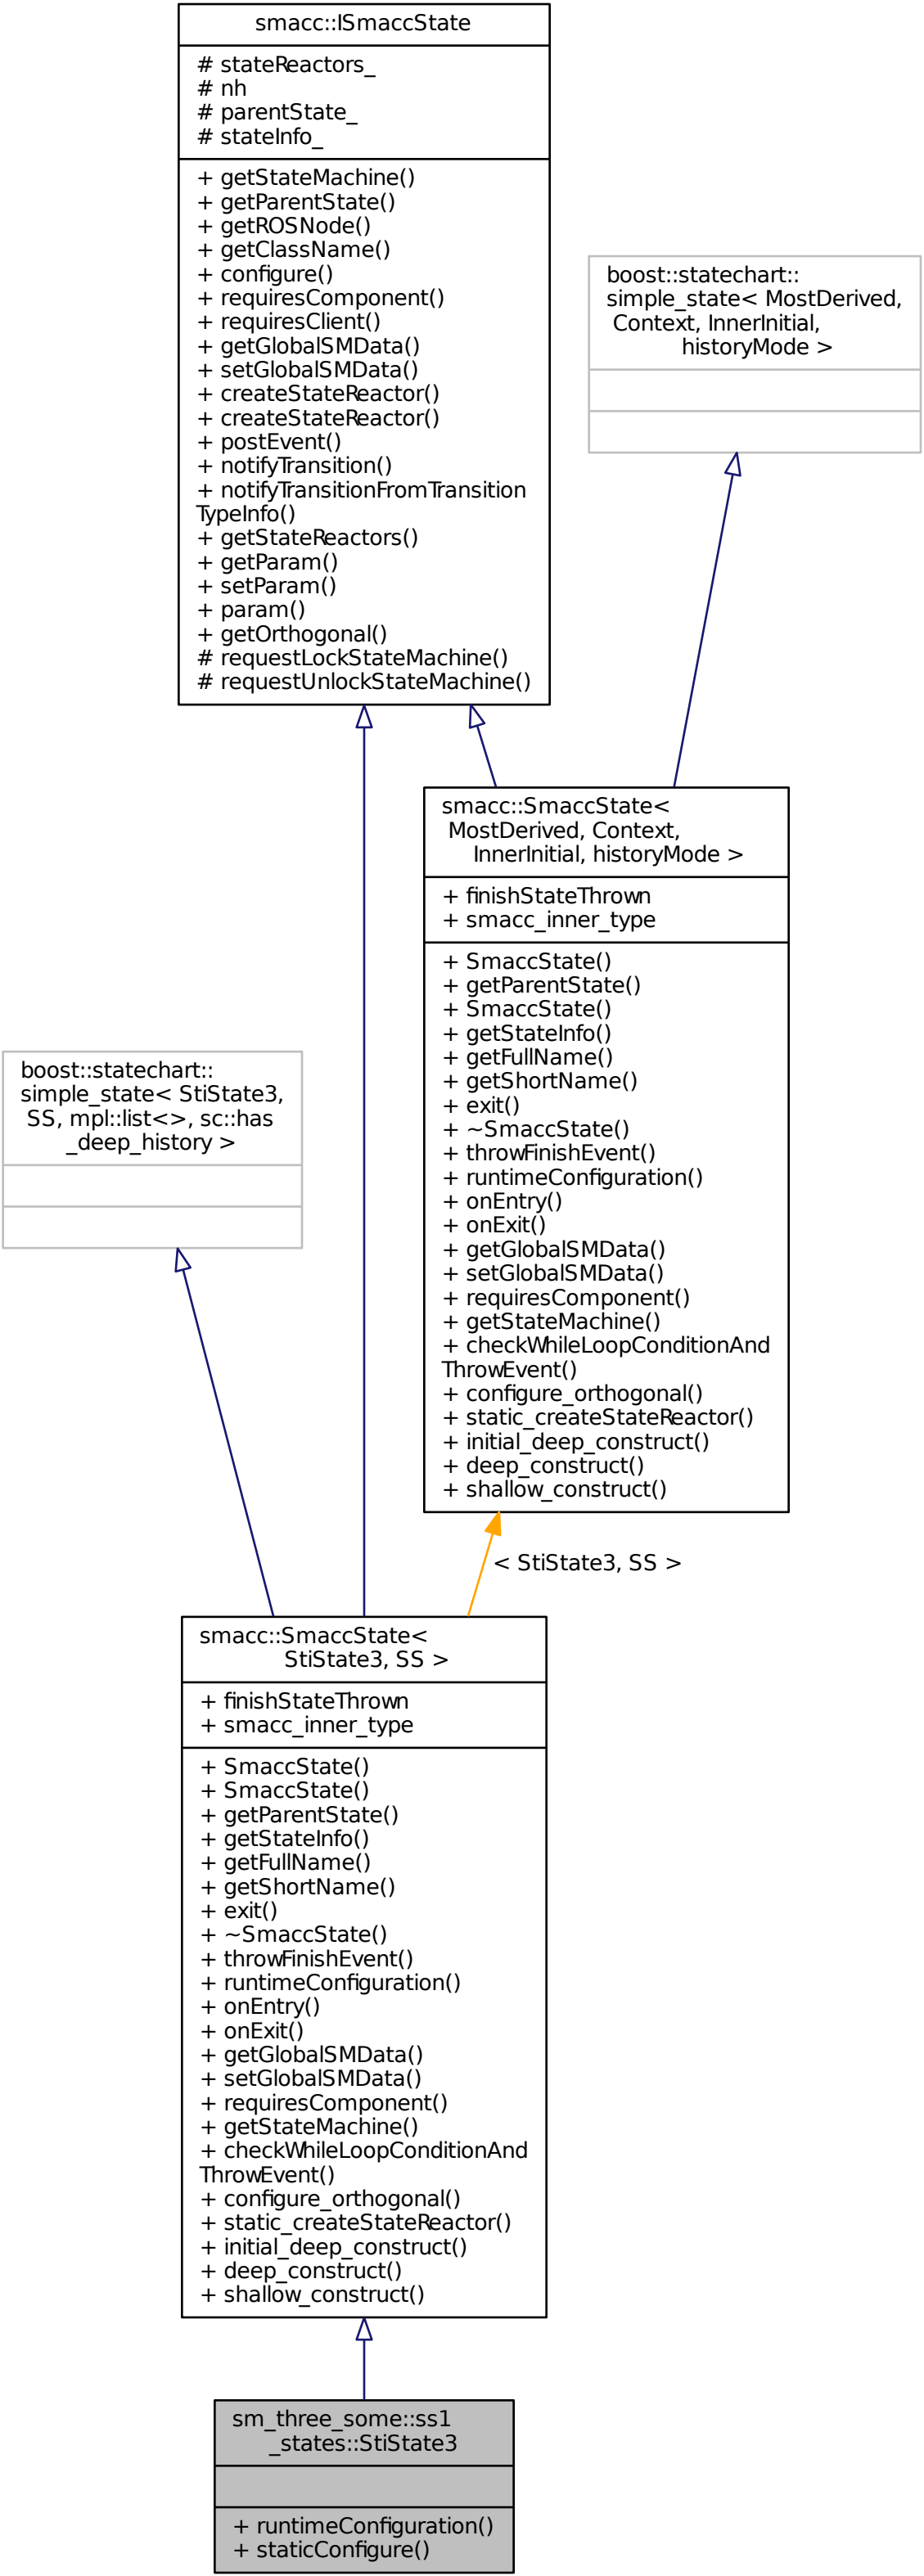 smacc::ISmaccState
# stateReactors_
# nh
# parentState_
# stateInfo_
+ getStateMachine()
+ getParentState()
+ getROSNode()
+ getClassName()
+ configure()
+ requiresComponent()
+ requiresClient()
+ getGlobalSMData()
+ setGlobalSMData()
+ createStateReactor()
+ createStateReactor()
+ postEvent()
+ notifyTransition()
+ notifyTransitionFromTransition
TypeInfo()
+ getStateReactors()
+ getParam()
+ setParam()
+ param()
+ getOrthogonal()
# requestLockStateMachine()
# requestUnlockStateMachine()
boost::statechart::
simple_state< MostDerived,
Context, InnerInitial,
historyMode >
smacc::SmaccState<
MostDerived, Context,
InnerInitial, historyMode >
+ finishStateThrown
+ smacc_inner_type
+ SmaccState()
+ getParentState()
+ SmaccState()
+ getStateInfo()
+ getFullName()
+ getShortName()
+ exit()
+ ~SmaccState()
+ throwFinishEvent()
+ runtimeConfiguration()
+ onEntry()
+ onExit()
+ getGlobalSMData()
+ setGlobalSMData()
+ requiresComponent()
+ getStateMachine()
+ checkWhileLoopConditionAnd
ThrowEvent()
+ configure_orthogonal()
+ static_createStateReactor()
+ initial_deep_construct()
+ deep_construct()
+ shallow_construct()
boost::statechart::
simple_state< StiState3,
SS, mpl::list<>, sc::has
_deep_history >
< StiState3, SS >
smacc::SmaccState<
StiState3, SS >
+ finishStateThrown
+ smacc_inner_type
+ SmaccState()
+ SmaccState()
+ getParentState()
+ getStateInfo()
+ getFullName()
+ getShortName()
+ exit()
+ ~SmaccState()
+ throwFinishEvent()
+ runtimeConfiguration()
+ onEntry()
+ onExit()
+ getGlobalSMData()
+ setGlobalSMData()
+ requiresComponent()
+ getStateMachine()
+ checkWhileLoopConditionAnd
ThrowEvent()
+ configure_orthogonal()
+ static_createStateReactor()
+ initial_deep_construct()
+ deep_construct()
+ shallow_construct()
sm_three_some::ss1
_states::StiState3
+ runtimeConfiguration()
+ staticConfigure()